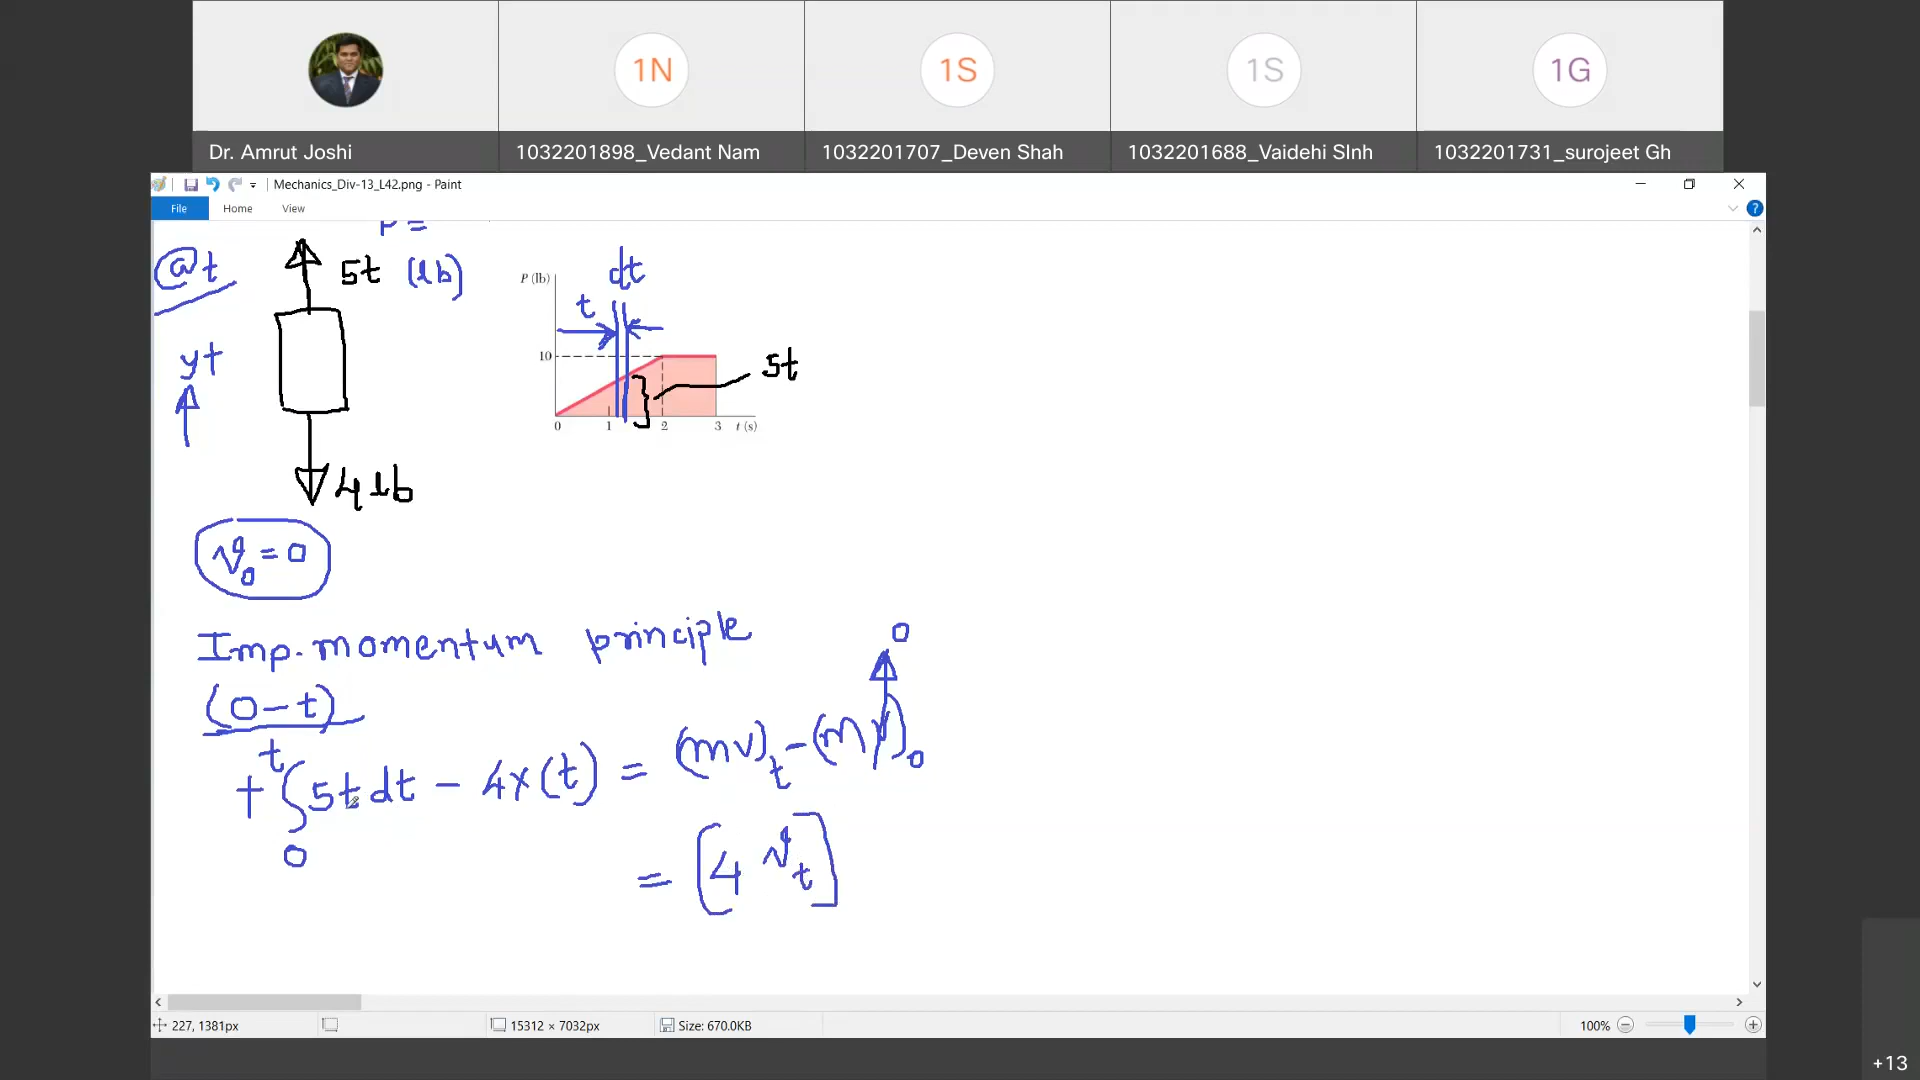 1N 1S 1S 1G
Dr. Amrut Joshi 1032201898_Vedant Nam 1032201707_Deven Shah 1032201688_Vaidehi SInh 1032201731_surojeet Gh
Mechanics_Div-13_L42.png - Paint
File Home View
P =
@t 5t (lb)
dt
P (lb)
t
10
y↑ 5t
0 1 2 3 t (s)
4 lb
v₀ = 0
Imp. momentum principle
0
(0 – t)
+ ∫₀ᵗ 5t dt – 4×(t) = (mv)ₜ – (mv)₀
= [4 vₜ]
227, 1381px 15312 × 7032px Size: 670.0KB 100%
+13